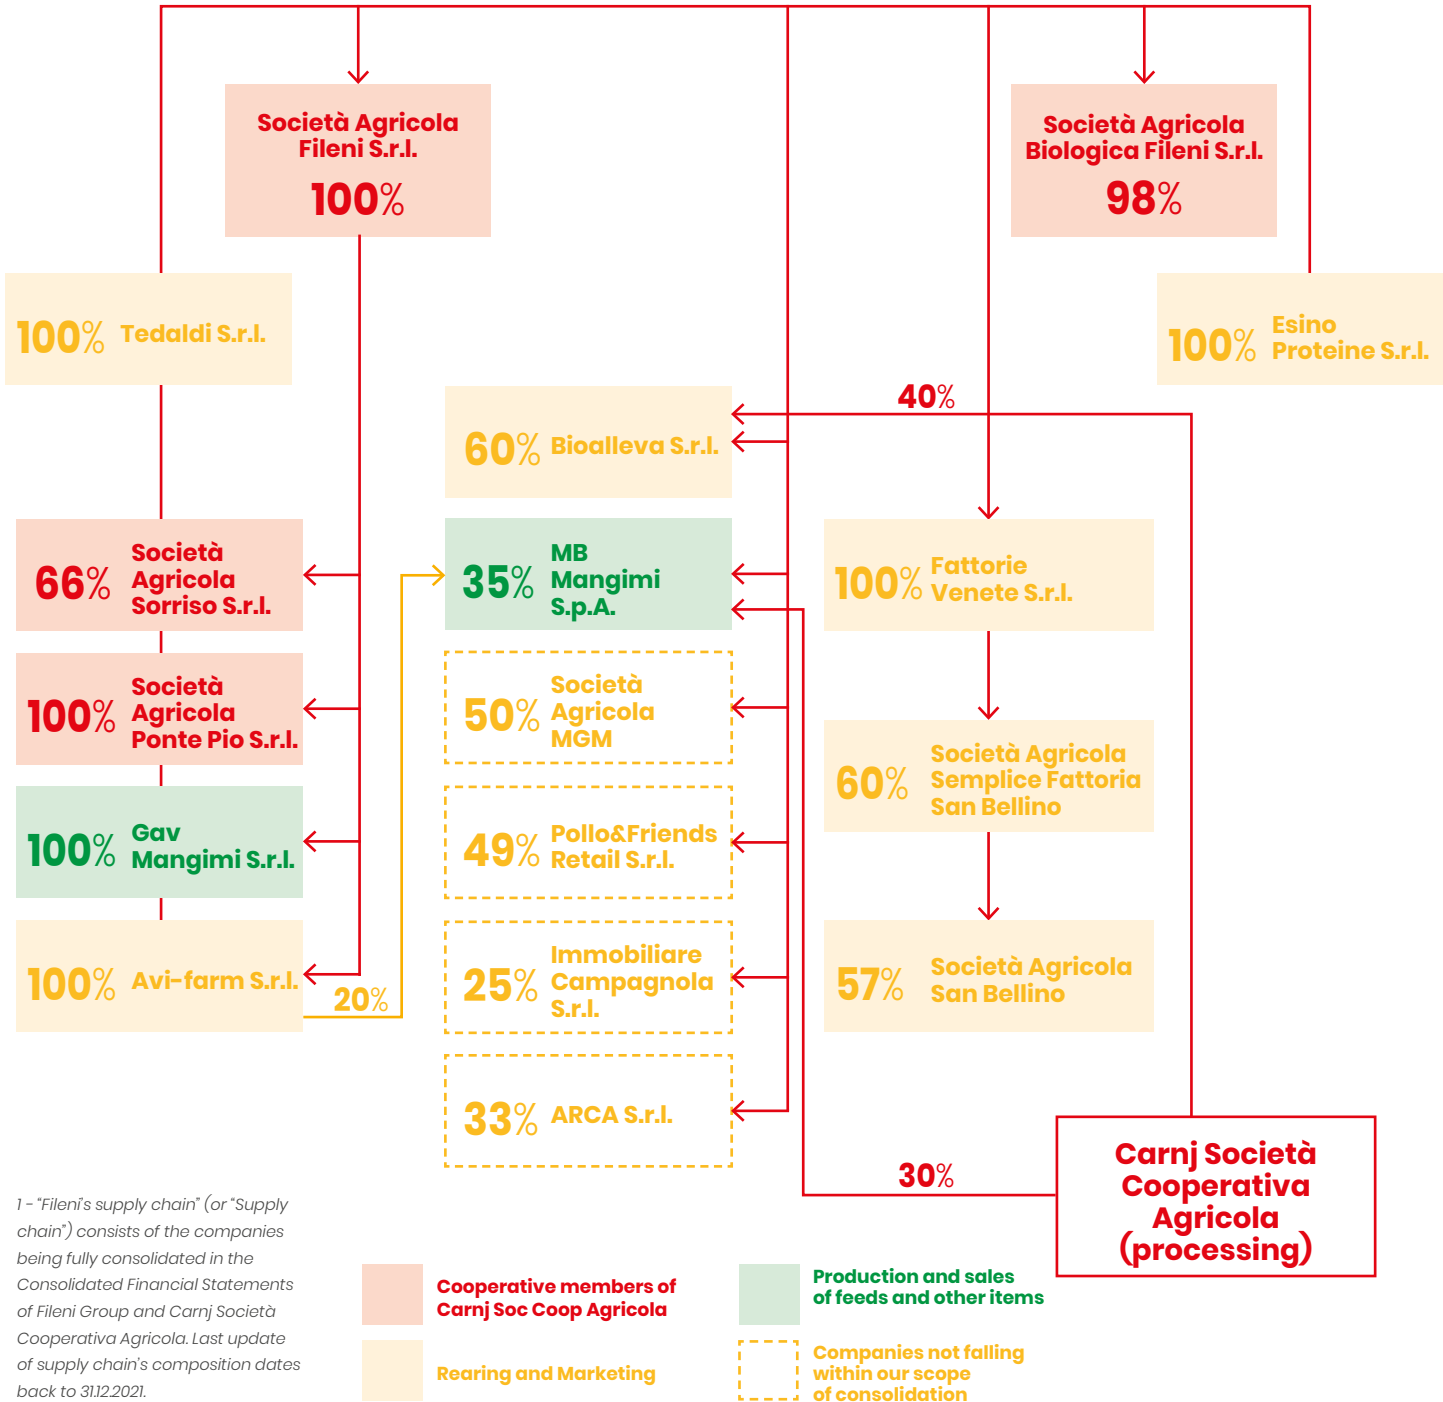 Società Agricola
Fileni S.r.l.
100%
Società Agricola
Biologica Fileni S.r.l.
98%
100% Tedaldi S.r.l.
100%
Esino
Proteine S.r.l.
40%
60% Bioalleva S.r.l.
66%
Società
Agricola
Sorriso S.r.l.
35%
MB
Mangimi
S.p.A.
100%
Fattorie
Venete S.r.l.
100%
Società
Agricola
Ponte Pio S.r.l.
50%
Società
Agricola
MGM
60%
Società Agricola
Semplice Fattoria
San Bellino
100%
Gav
Mangimi S.r.l.
49%
Pollo&Friends
Retail S.r.l.
100% Avi-farm S.r.l.
20%
25%
Immobiliare
Campagnola
S.r.l.
57%
Società Agricola
San Bellino
33% ARCA S.r.l.
30%
Carnj Società
Cooperativa
Agricola
(processing)
1 - “Fileni’s supply chain” (or “Supply
chain”) consists of the companies
being fully consolidated in the
Consolidated Financial Statements
of Fileni Group and Carnj Società
Cooperativa Agricola. Last update
of supply chain’s composition dates
back to 31.12.2021.
Cooperative members of
Carnj Soc Coop Agricola
Rearing and Marketing
Production and sales
of feeds and other items
Companies not falling
within our scope
of consolidation